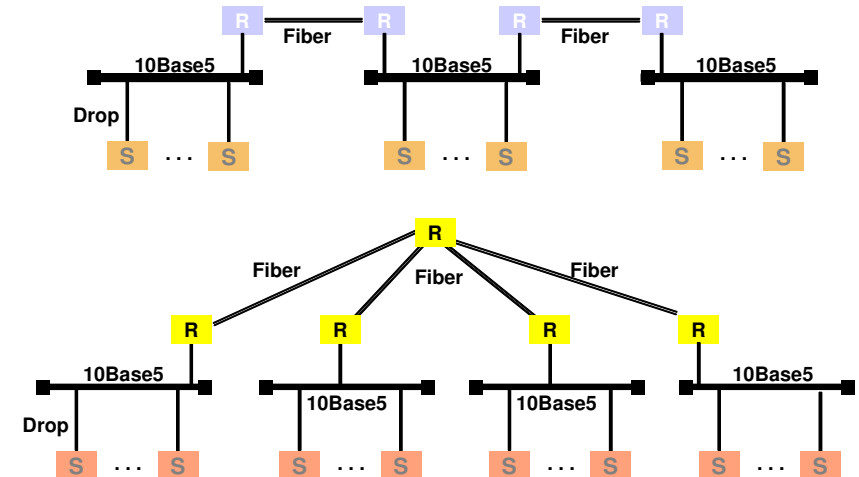 R R R R
Fiber Fiber
10Base5 10Base5 10Base5
Drop
S ... S S ... S S ... S
R
Fiber Fiber Fiber
R R R R
10Base5 10Base5 10Base5 10Base5
Drop
S ... S S ... S S ... S S ... S